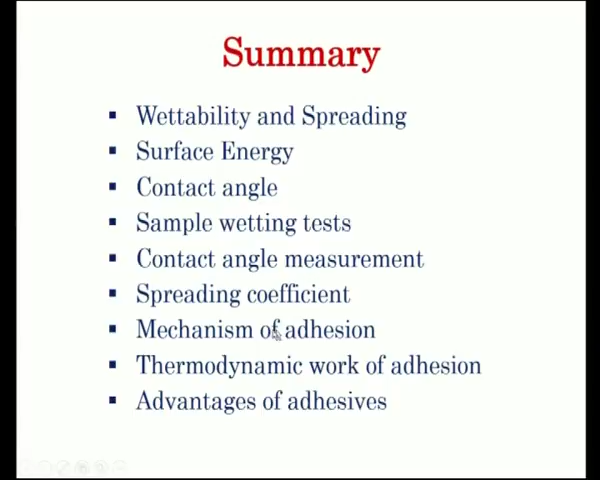 Summary
Wettability and Spreading
Surface Energy
Contact angle
Sample wetting tests
Contact angle measurement
Spreading coefficient
Mechanism of adhesion
Thermodynamic work of adhesion
Advantages of adhesives